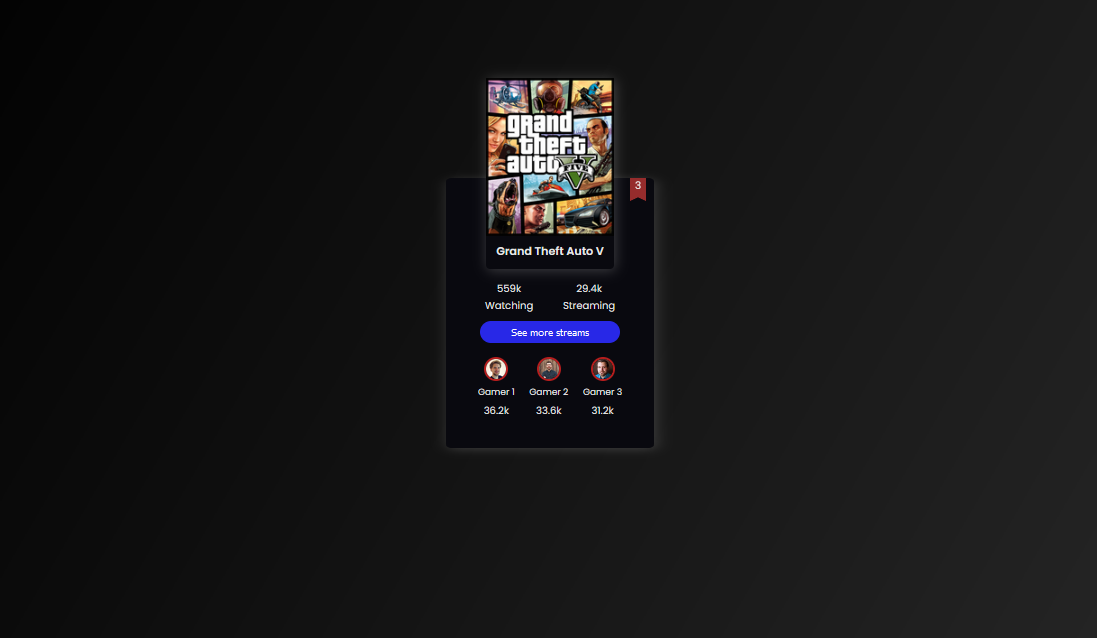 grand
theft
auto
FIVE
3
Grand Theft Auto V
559k
29.4k
Watching
Streaming
See more streams
Gamer 1
Gamer 2
Gamer 3
36.2k
33.6k
31.2k